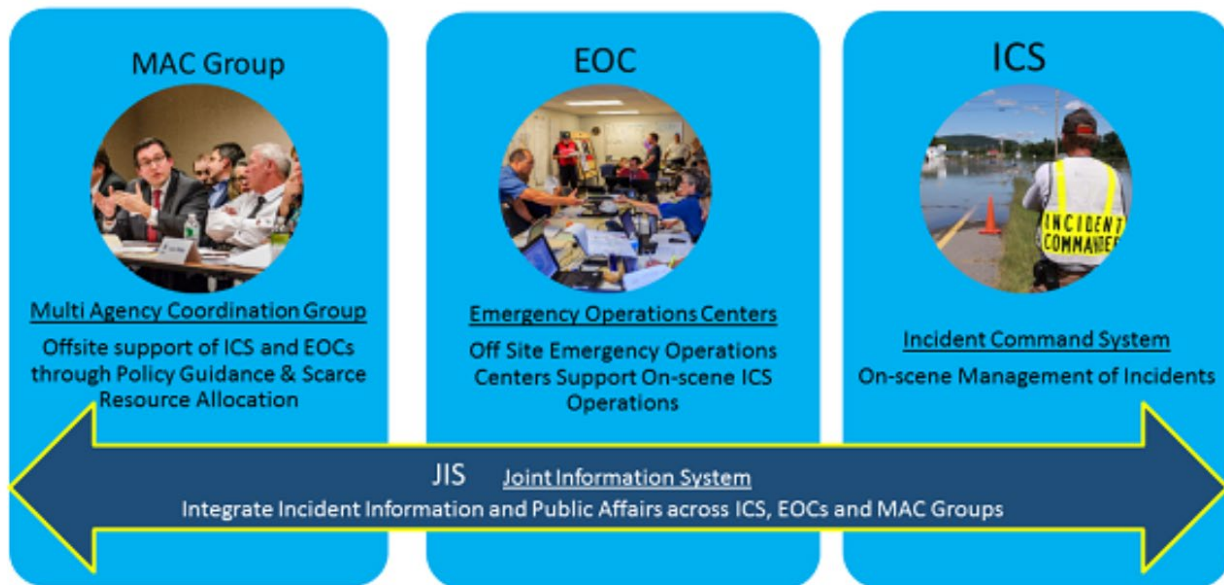 MAC Group
Multi Agency Coordination Group
Offsite support of ICS and EOCs
through Policy Guidance & Scarce
Resource Allocation
EOC
Emergency Operations Centers
Off Site Emergency Operations
Centers Support On-scene ICS
Operations
ICS
INCIDENT
COMMANDER
Incident Command System
On-scene Management of Incidents
JIS Joint Information System
Integrate Incident Information and Public Affairs across ICS, EOCs and MAC Groups